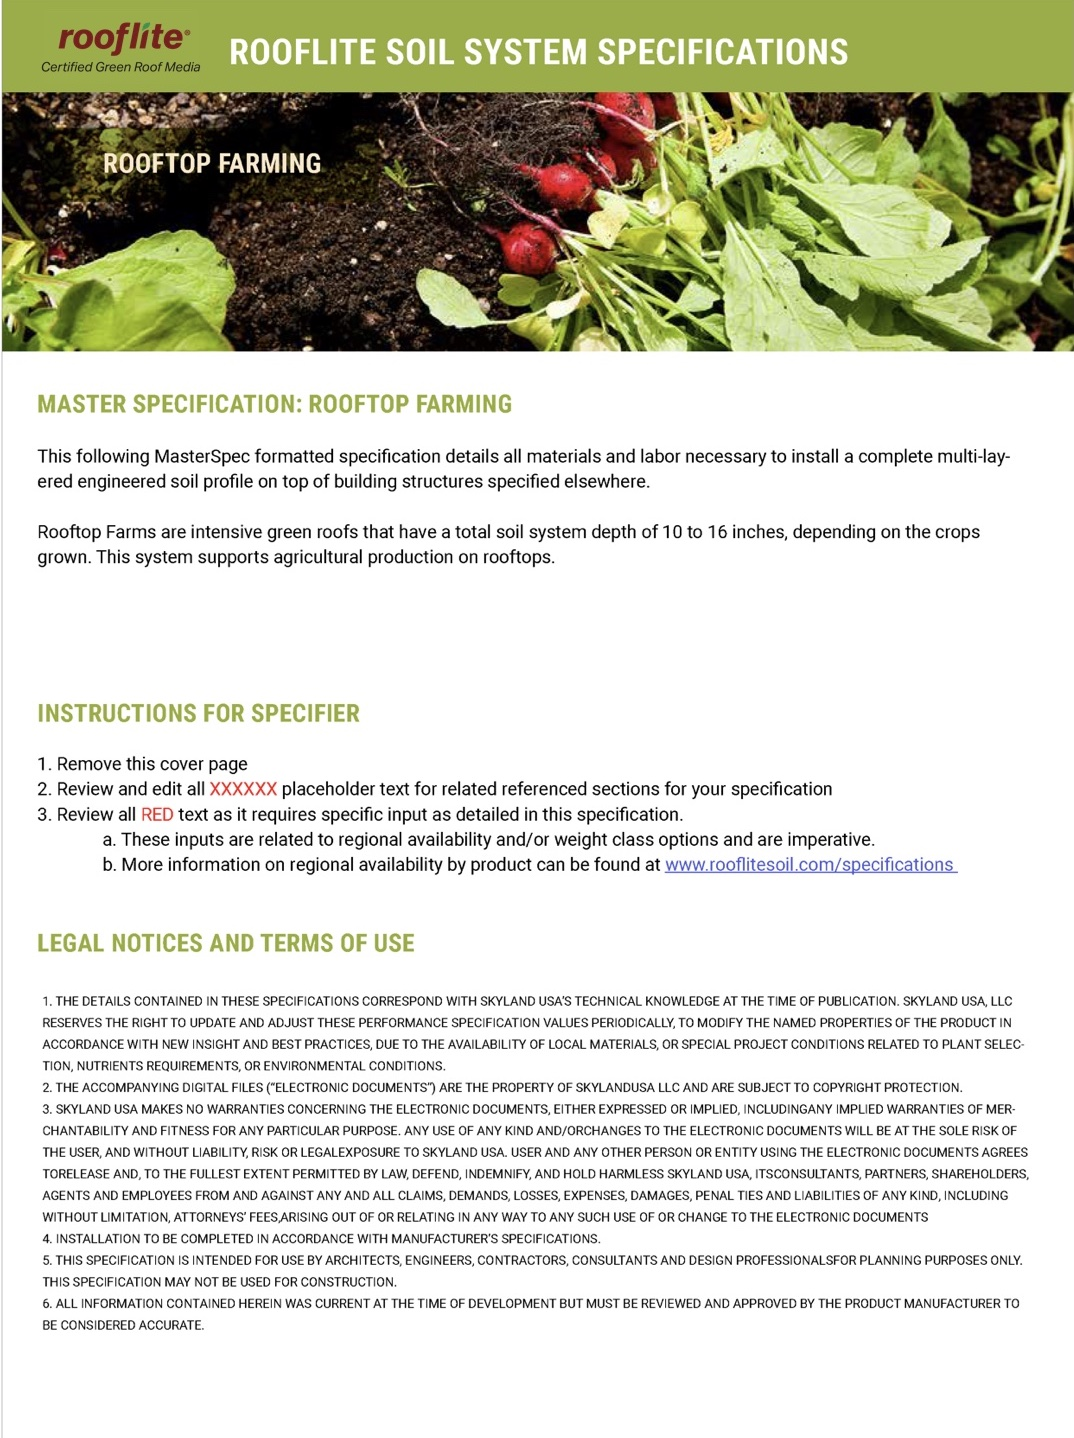 rooflite®
Certified Green Roof Media
ROOFLITE SOIL SYSTEM SPECIFICATIONS
ROOFTOP FARMING
MASTER SPECIFICATION: ROOFTOP FARMING
This following MasterSpec formatted specification details all materials and labor necessary to install a complete multi-lay-
ered engineered soil profile on top of building structures specified elsewhere.
Rooftop Farms are intensive green roofs that have a total soil system depth of 10 to 16 inches, depending on the crops
grown. This system supports agricultural production on rooftops.
INSTRUCTIONS FOR SPECIFIER
1. Remove this cover page
2. Review and edit all XXXXXX placeholder text for related referenced sections for your specification
3. Review all RED text as it requires specific input as detailed in this specification.
a. These inputs are related to regional availability and/or weight class options and are imperative.
b. More information on regional availability by product can be found at www.rooflitesoil.com/specifications
LEGAL NOTICES AND TERMS OF USE
1. THE DETAILS CONTAINED IN THESE SPECIFICATIONS CORRESPOND WITH SKYLAND USA'S TECHNICAL KNOWLEDGE AT THE TIME OF PUBLICATION. SKYLAND USA, LLC
RESERVES THE RIGHT TO UPDATE AND ADJUST THESE PERFORMANCE SPECIFICATION VALUES PERIODICALLY, TO MODIFY THE NAMED PROPERTIES OF THE PRODUCT IN
ACCORDANCE WITH NEW INSIGHT AND BEST PRACTICES, DUE TO THE AVAILABILITY OF LOCAL MATERIALS, OR SPECIAL PROJECT CONDITIONS RELATED TO PLANT SELEC-
TION, NUTRIENTS REQUIREMENTS, OR ENVIRONMENTAL CONDITIONS.
2. THE ACCOMPANYING DIGITAL FILES ("ELECTRONIC DOCUMENTS") ARE THE PROPERTY OF SKYLANDUSA LLC AND ARE SUBJECT TO COPYRIGHT PROTECTION.
3. SKYLAND USA MAKES NO WARRANTIES CONCERNING THE ELECTRONIC DOCUMENTS, EITHER EXPRESSED OR IMPLIED, INCLUDINGANY IMPLIED WARRANTIES OF MER-
CHANTABILITY AND FITNESS FOR ANY PARTICULAR PURPOSE. ANY USE OF ANY KIND AND/ORCHANGES TO THE ELECTRONIC DOCUMENTS WILL BE AT THE SOLE RISK OF
THE USER, AND WITHOUT LIABILITY, RISK OR LEGALEXPOSURE TO SKYLAND USA. USER AND ANY OTHER PERSON OR ENTITY USING THE ELECTRONIC DOCUMENTS AGREES
TORELEASE AND, TO THE FULLEST EXTENT PERMITTED BY LAW, DEFEND, INDEMNIFY, AND HOLD HARMLESS SKYLAND USA, ITSCONSULTANTS, PARTNERS, SHAREHOLDERS,
AGENTS AND EMPLOYEES FROM AND AGAINST ANY AND ALL CLAIMS, DEMANDS, LOSSES, EXPENSES, DAMAGES, PENAL TIES AND LIABILITIES OF ANY KIND, INCLUDING
WITHOUT LIMITATION, ATTORNEYS' FEES,ARISING OUT OF OR RELATING IN ANY WAY TO ANY SUCH USE OF OR CHANGE TO THE ELECTRONIC DOCUMENTS
4. INSTALLATION TO BE COMPLETED IN ACCORDANCE WITH MANUFACTURER'S SPECIFICATIONS.
5. THIS SPECIFICATION IS INTENDED FOR USE BY ARCHITECTS, ENGINEERS, CONTRACTORS, CONSULTANTS AND DESIGN PROFESSIONALSFOR PLANNING PURPOSES ONLY.
THIS SPECIFICATION MAY NOT BE USED FOR CONSTRUCTION.
6. ALL INFORMATION CONTAINED HEREIN WAS CURRENT AT THE TIME OF DEVELOPMENT BUT MUST BE REVIEWED AND APPROVED BY THE PRODUCT MANUFACTURER TO
BE CONSIDERED ACCURATE.